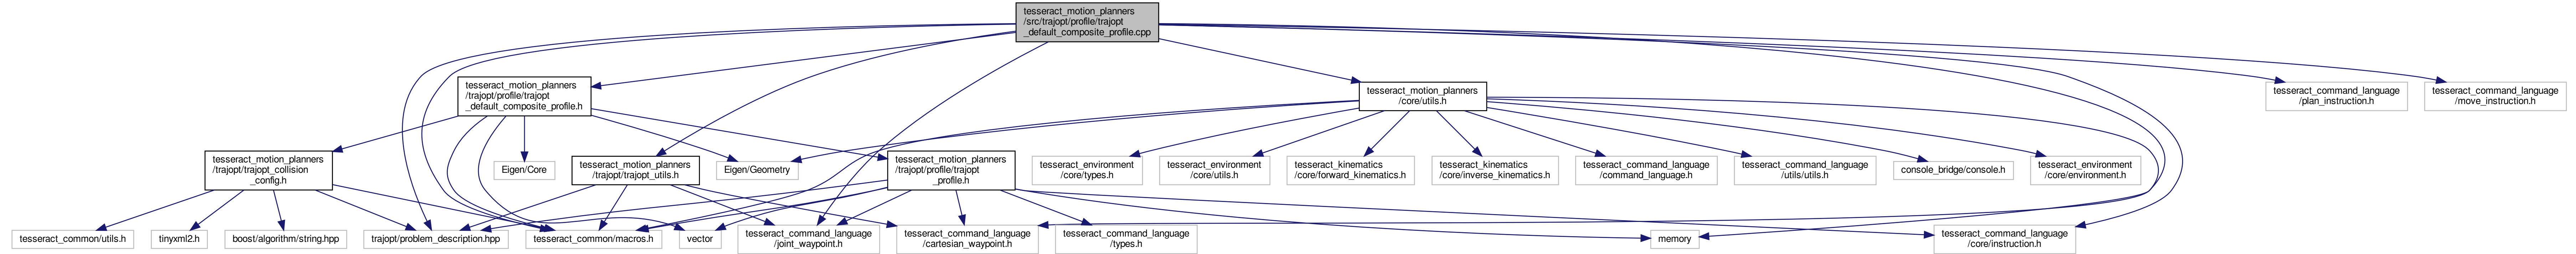 tesseract_motion_planners
/src/trajopt/profile/trajopt
_default_composite_profile.cpp
tesseract_motion_planners
/trajopt/profile/trajopt
_default_composite_profile.h
tesseract_motion_planners
/core/utils.h
tesseract_command_language
/plan_instruction.h
tesseract_command_language
/move_instruction.h
tesseract_motion_planners
/trajopt/trajopt_collision
_config.h
Eigen/Core
tesseract_motion_planners
/trajopt/trajopt_utils.h
Eigen/Geometry
tesseract_motion_planners
/trajopt/profile/trajopt
_profile.h
tesseract_environment
/core/types.h
tesseract_environment
/core/utils.h
tesseract_kinematics
/core/forward_kinematics.h
tesseract_kinematics
/core/inverse_kinematics.h
tesseract_command_language
/command_language.h
tesseract_command_language
/utils/utils.h
console_bridge/console.h
tesseract_environment
/core/environment.h
tesseract_common/utils.h
tinyxml2.h
boost/algorithm/string.hpp
trajopt/problem_description.hpp
tesseract_common/macros.h
vector
tesseract_command_language
/joint_waypoint.h
tesseract_command_language
/cartesian_waypoint.h
tesseract_command_language
/types.h
memory
tesseract_command_language
/core/instruction.h